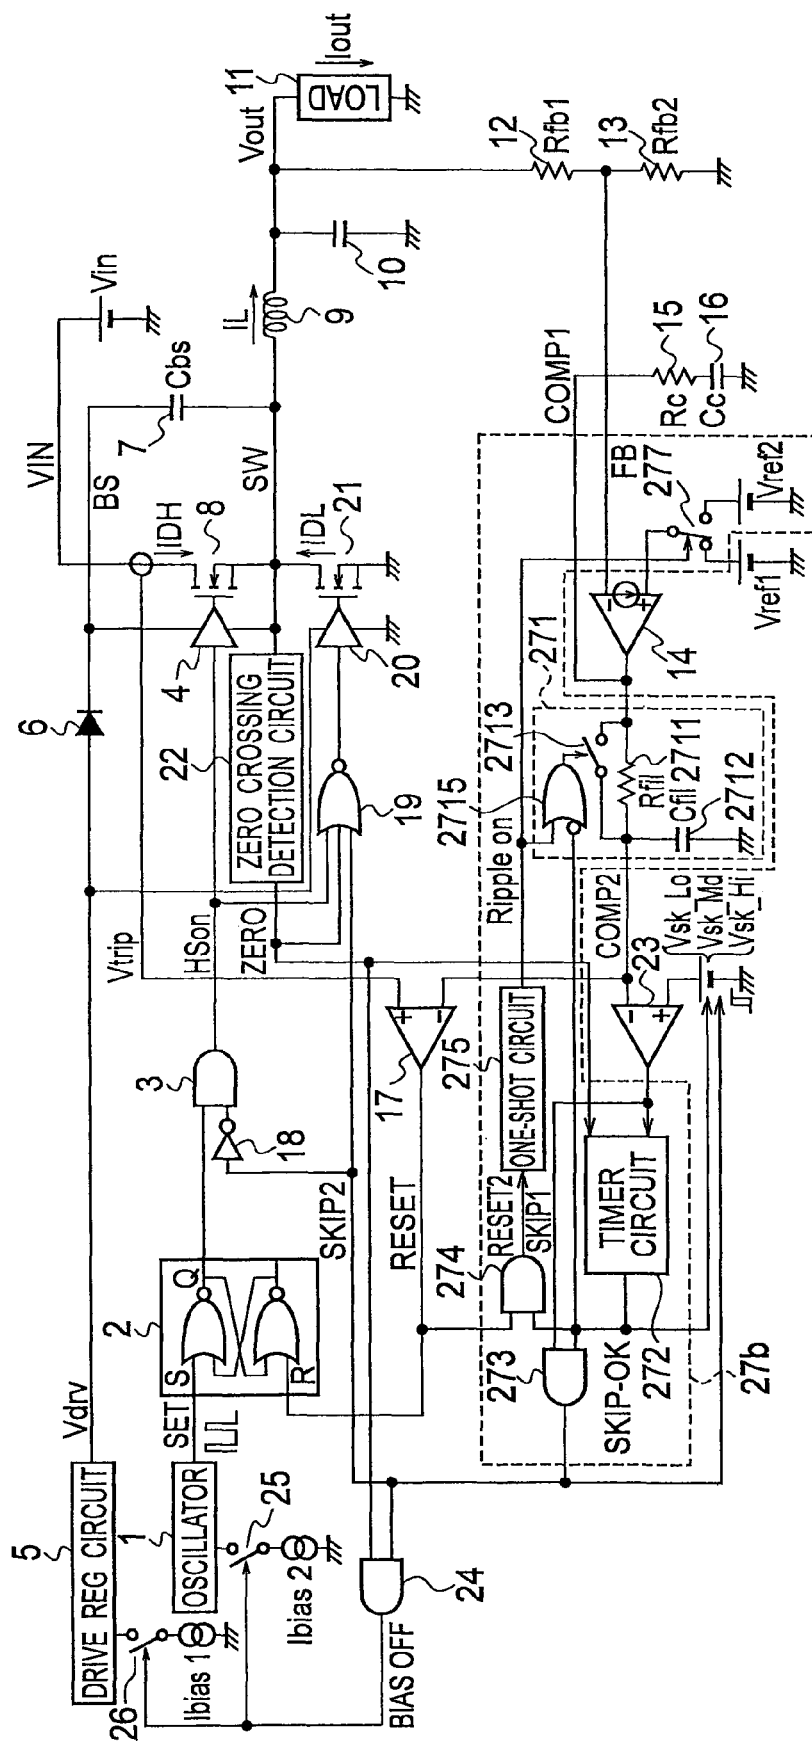 5
DRIVE REG CIRCUIT
Vdrv
6
BS
VIN
Vin
26
Ibias 1
1
OSCILLATOR
25
Ibias 2
SET
2
S
Q
R
3
18
HSon
Vtrip
ZERO
22
ZERO CROSSING
DETECTION CIRCUIT
4
IDH
8
7
Cbs
SW
IL
9
10
Vout
11
LOAD
Iout
19
20
IDL
21
SKIP2
BIAS OFF
24
RESET
17
12
Rfb1
13
Rfb2
COMP1
Rc
15
Cc
16
27b
273
SKIP-OK
274
RESET2
SKIP1
275
ONE-SHOT CIRCUIT
Ripple on
2715
2713
271
FB
277
14
Vref1
Vref2
Rfil
2711
Cfil
2712
COMP2
23
Vsk_Lo
Vsk_Md
Vsk_Hi
TIMER
CIRCUIT
272